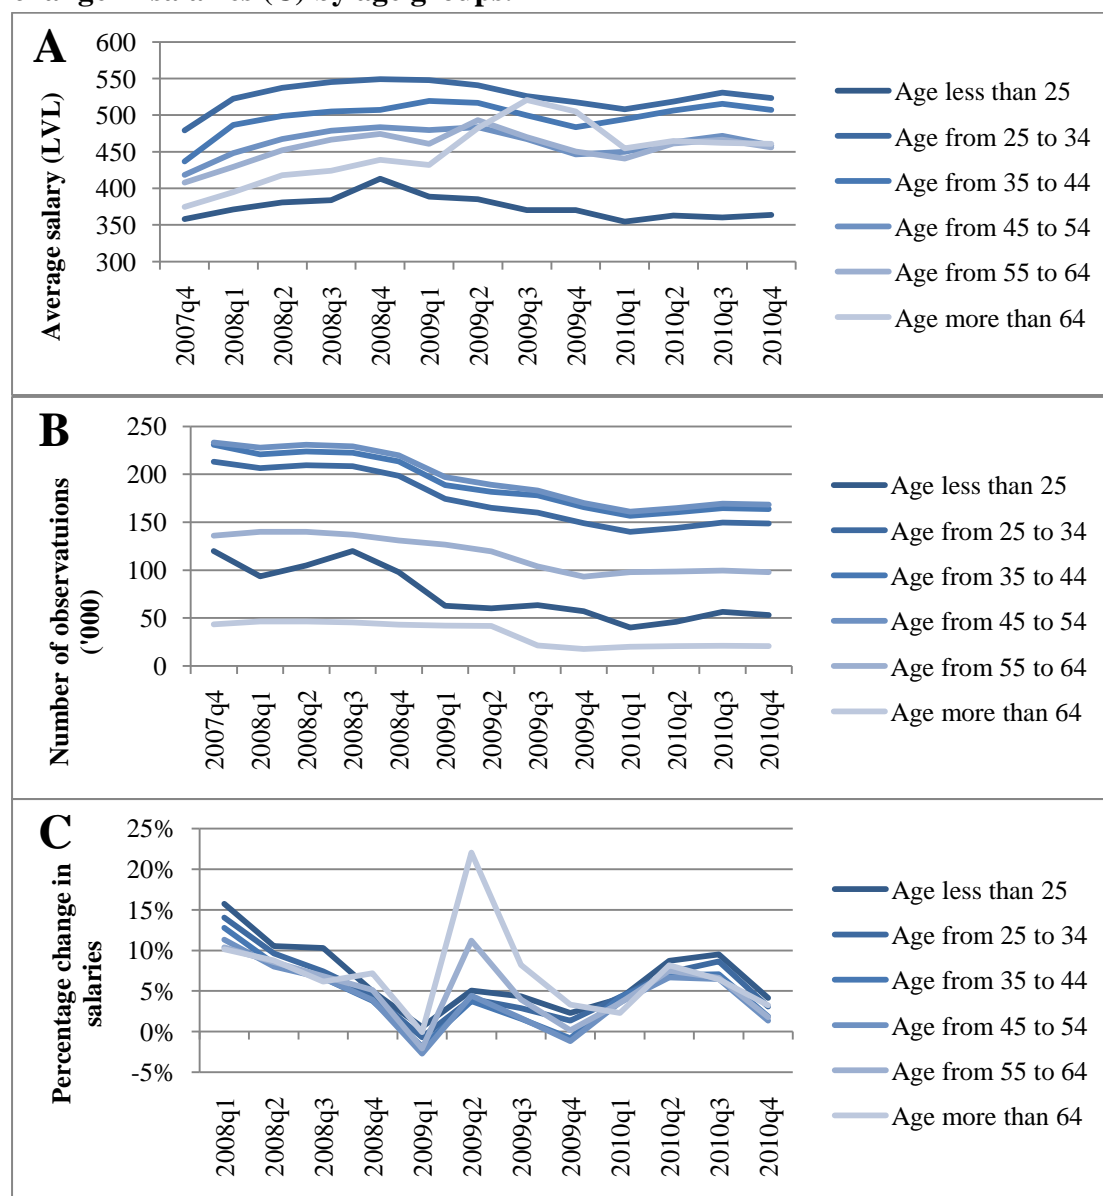 A
Average salary (LVL)
600
550
500
450
400
350
300
2007q4
2008q1
2008q2
2008q3
2008q4
2009q1
2009q2
2009q3
2009q4
2010q1
2010q2
2010q3
2010q4
Age less than 25
Age from 25 to 34
Age from 35 to 44
Age from 45 to 54
Age from 55 to 64
Age more than 64
B
Number of observatuions
('000)
250
200
150
100
50
0
2007q4
2008q1
2008q2
2008q3
2008q4
2009q1
2009q2
2009q3
2009q4
2010q1
2010q2
2010q3
2010q4
Age less than 25
Age from 25 to 34
Age from 35 to 44
Age from 45 to 54
Age from 55 to 64
Age more than 64
C
Percentage change in
salaries
25%
20%
15%
10%
5%
0%
-5%
2008q1
2008q2
2008q3
2008q4
2009q1
2009q2
2009q3
2009q4
2010q1
2010q2
2010q3
2010q4
Age less than 25
Age from 25 to 34
Age from 35 to 44
Age from 45 to 54
Age from 55 to 64
Age more than 64